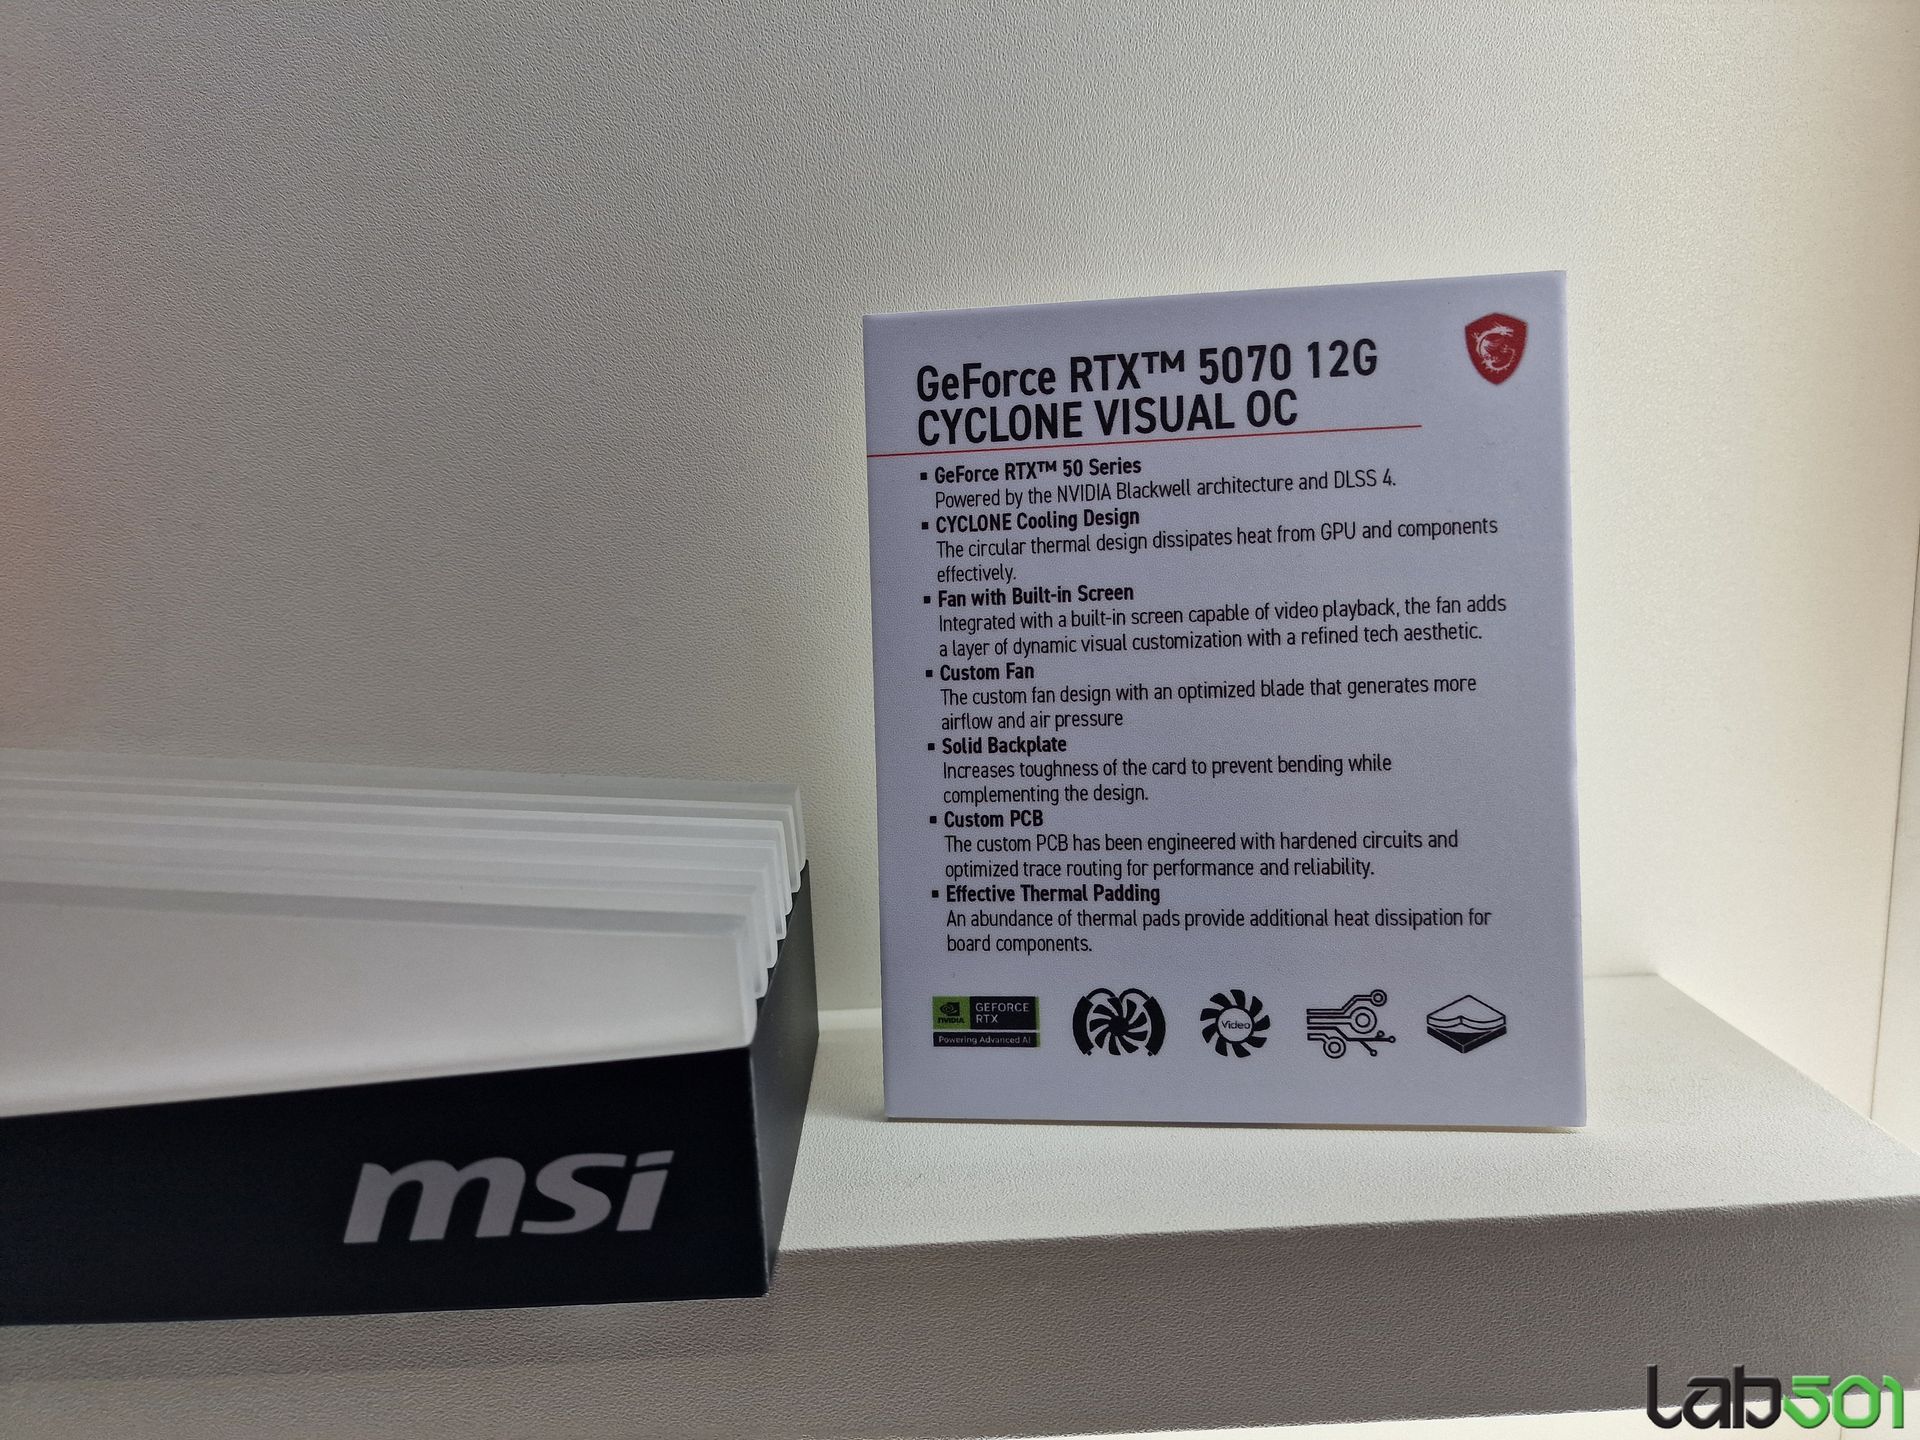 GeForce RTX™ 5070 12G
CYCLONE VISUAL OC
▪ GeForce RTX™ 50 Series
Powered by the NVIDIA Blackwell architecture and DLSS 4.
▪ CYCLONE Cooling Design
The circular thermal design dissipates heat from GPU and components
effectively.
▪ Fan with Built-in Screen
Integrated with a built-in screen capable of video playback, the fan adds
a layer of dynamic visual customization with a refined tech aesthetic.
▪ Custom Fan
The custom fan design with an optimized blade that generates more
airflow and air pressure
▪ Solid Backplate
Increases toughness of the card to prevent bending while
complementing the design.
▪ Custom PCB
The custom PCB has been engineered with hardened circuits and
optimized trace routing for performance and reliability.
▪ Effective Thermal Padding
An abundance of thermal pads provide additional heat dissipation for
board components.
NVIDIA
GEFORCE
RTX
Powering Advanced AI
Video
msi
Lab501